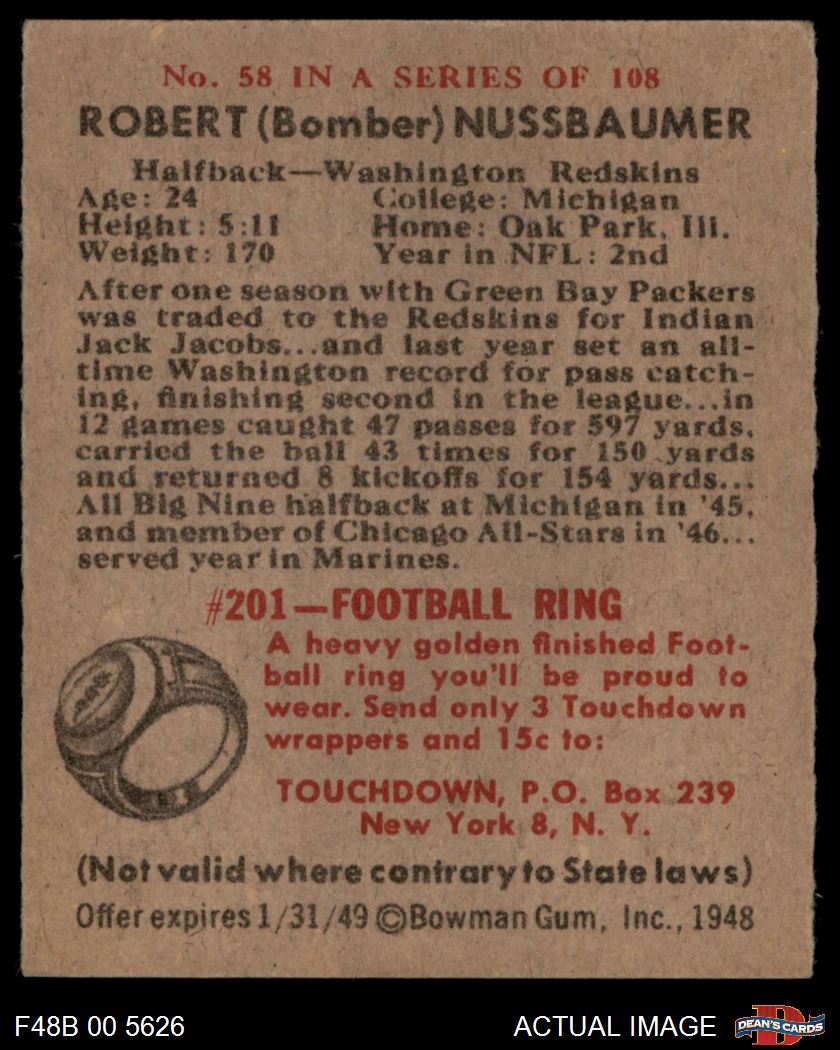 No. 58 IN A SERIES OF 108
ROBERT (Bomber) NUSSBAUMER
Halfback—Washington Redskins
Age: 24 College: Michigan
Height: 5:11 Home: Oak Park, Ill.
Weight: 170 Year in NFL: 2nd
After one season with Green Bay Packers
was traded to the Redskins for Indian
Jack Jacobs...and last year set an all-
time Washington record for pass catch-
ing, finishing second in the league...in
12 games caught 47 passes for 597 yards,
carried the ball 43 times for 150 yards
and returned 8 kickoffs for 154 yards...
All Big Nine halfback at Michigan in '45,
and member of Chicago All-Stars in '46...
served year in Marines.
#201—FOOTBALL RING
A heavy golden finished Foot-
ball ring you'll be proud to
wear. Send only 3 Touchdown
wrappers and 15c to:
TOUCHDOWN, P.O. Box 239
New York 8, N. Y.
(Not valid where contrary to State laws)
Offer expires 1/31/49 ©Bowman Gum, Inc., 1948
F48B 00 5626 ACTUAL IMAGE DEAN'S CARDS